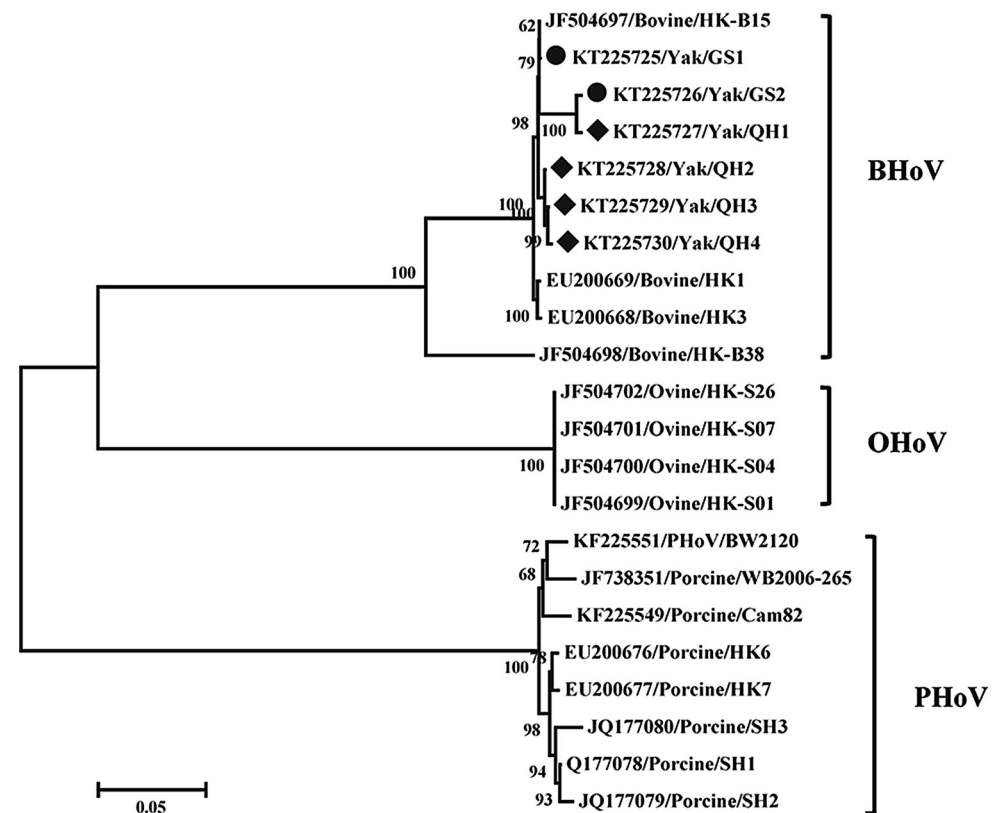 62
JF504697/Bovine/HK-B15
79
KT225725/Yak/GS1
KT225726/Yak/GS2
98
100
KT225727/Yak/QH1
KT225728/Yak/QH2
BHoV
100
100
KT225729/Yak/QH3
99
KT225730/Yak/QH4
100
EU200669/Bovine/HK1
100
EU200668/Bovine/HK3
JF504698/Bovine/HK-B38
JF504702/Ovine/HK-S26
JF504701/Ovine/HK-S07
OHoV
100
JF504700/Ovine/HK-S04
JF504699/Ovine/HK-S01
72
KF225551/PHoV/BW2120
68
JF738351/Porcine/WB2006-265
KF225549/Porcine/Cam82
100
78
EU200676/Porcine/HK6
EU200677/Porcine/HK7
PHoV
98
JQ177080/Porcine/SH3
94
Q177078/Porcine/SH1
93
JQ177079/Porcine/SH2
0.05